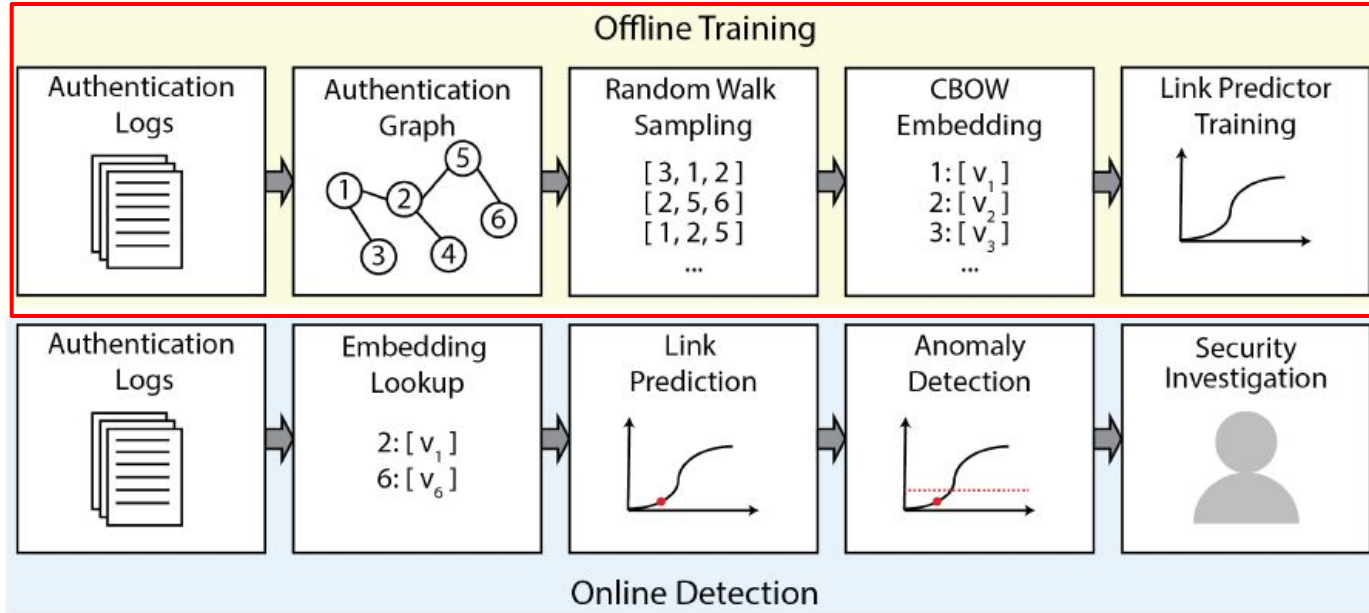 Offline Training
Authentication
Logs
Authentication
Graph
1
2
3
4
5
6
Random Walk
Sampling
[ 3, 1, 2 ]
[ 2, 5, 6 ]
[ 1, 2, 5 ]
...
CBOW
Embedding
1: [ v₁ ]
2: [ v₂ ]
3: [ v₃ ]
...
Link Predictor
Training
Authentication
Logs
Embedding
Lookup
2: [ v₁ ]
6: [ v₆ ]
Link
Prediction
Anomaly
Detection
Security
Investigation
Online Detection